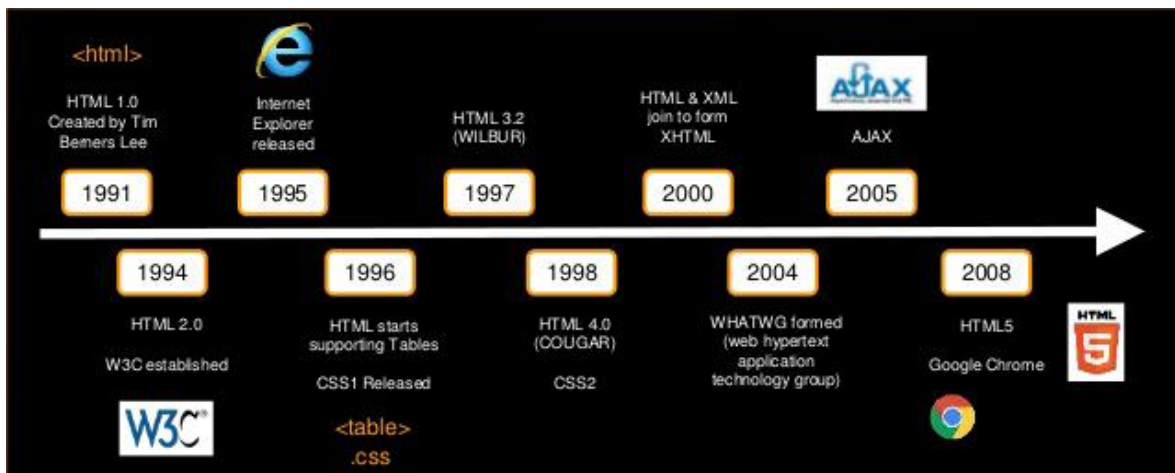 <html>
HTML 1.0
Created by Tim
Berners Lee
1991
Internet
Explorer
released
1995
HTML 3.2
(WILBUR)
1997
HTML & XML
join to form
XHTML
2000
AJAX
AJAX
2005
1994
HTML 2.0
W3C established
W3C®
1996
HTML starts
supporting Tables
CSS1 Released
<table>
.css
1998
HTML 4.0
(COUGAR)
CSS2
2004
WHATWG formed
(web hypertext
application
technology group)
2008
HTML5
Google Chrome
HTML
5